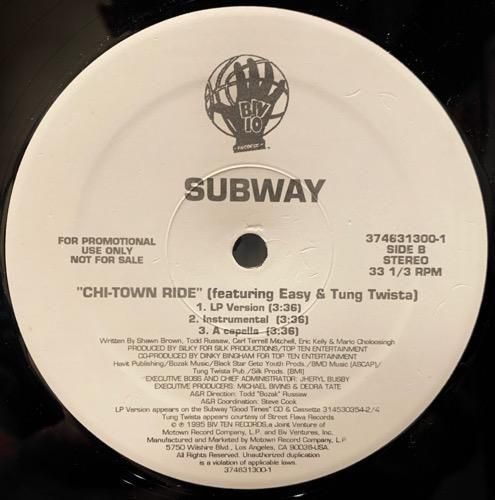 BIV
10
RECORDS
SUBWAY
FOR PROMOTIONAL
USE ONLY
NOT FOR SALE
374631300-1
SIDE B
STEREO
33 1/3 RPM
"CHI-TOWN RIDE" (featuring Easy & Tung Twista)
1. LP Version (3:36)
2. Instrumental (3:36)
3. A capella (3:36)
Written By Shawn Brown, Todd Russaw, Carl Terrell Mitchell, Eric Kelly & Mario Choloosingh
PRODUCED BY SILKY FOR SILK PRODUCTIONS/TOP TEN ENTERTAINMENT
CO-PRODUCED BY DINKY BINGHAM FOR TOP TEN ENTERTAINMENT
Havit Publishing/Bozak Music/Black Star Geto Youth Prods./BMD Music (ASCAP)/
Tung Twista Pub./Silk Prods. (BMI)
EXECUTIVE BOSS AND CHIEF ADMINISTRATOR: JHERYL BUSBY
EXECUTIVE PRODUCERS: MICHAEL BIVINS & DEDRA TATE
A&R Direction: Todd "Bozak" Russaw
A&R Coordination: Steve Cook
LP Version appears on the Subway "Good Times" CD & Cassette 314530354-2/4
Tung Twista appears courtesy of Street Flava Records
© ℗ 1995 BIV TEN RECORDS, a Joint Venture of
Motown Record Company, L.P. and Biv Ventures, Inc.
Manufactured and Marketed by Motown Record Company, L.P.
5750 Wilshire Blvd., Los Angeles, CA 90036-USA.
All Rights Reserved. Unauthorized duplication
is a violation of applicable laws.
374631300-1